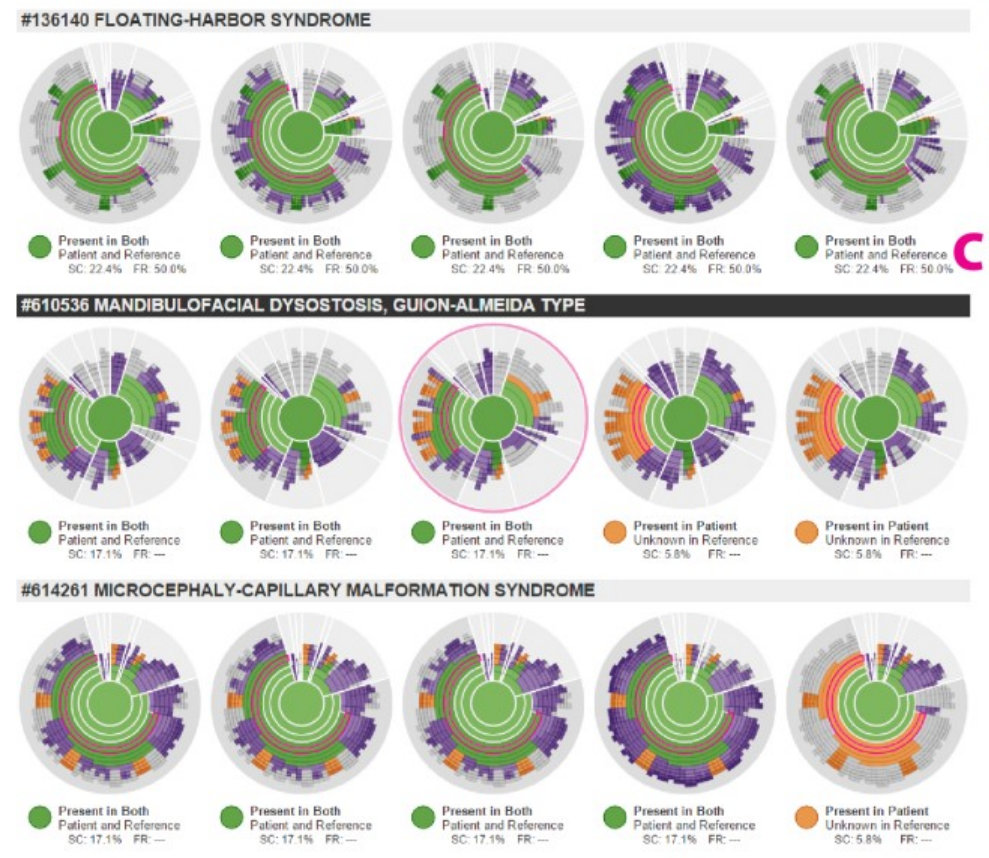 #136140 FLOATING-HARBOR SYNDROME
Present in Both Present in Both Present in Both Present in Both Present in Both
Patient and Reference Patient and Reference Patient and Reference Patient and Reference Patient and Reference
SC: 22.4% FR: 50.0% SC: 22.4% FR: 50.0% SC: 22.4% FR: 50.0% SC: 22.4% FR: 50.0% SC: 22.4% FR: 50.0%
C
#610536 MANDIBULOFACIAL DYSOSTOSIS, GUION-ALMEIDA TYPE
Present in Both Present in Both Present in Both Present in Patient Present in Patient
Patient and Reference Patient and Reference Patient and Reference Unknown in Reference Unknown in Reference
SC: 17.1% FR: --- SC: 17.1% FR: --- SC: 17.1% FR: --- SC: 5.8% FR: --- SC: 5.8% FR: ---
#614261 MICROCEPHALY-CAPILLARY MALFORMATION SYNDROME
Present in Both Present in Both Present in Both Present in Both Present in Patient
Patient and Reference Patient and Reference Patient and Reference Patient and Reference Unknown in Reference
SC: 17.1% FR: --- SC: 17.1% FR: --- SC: 17.1% FR: --- SC: 17.1% FR: --- SC: 5.8% FR: ---